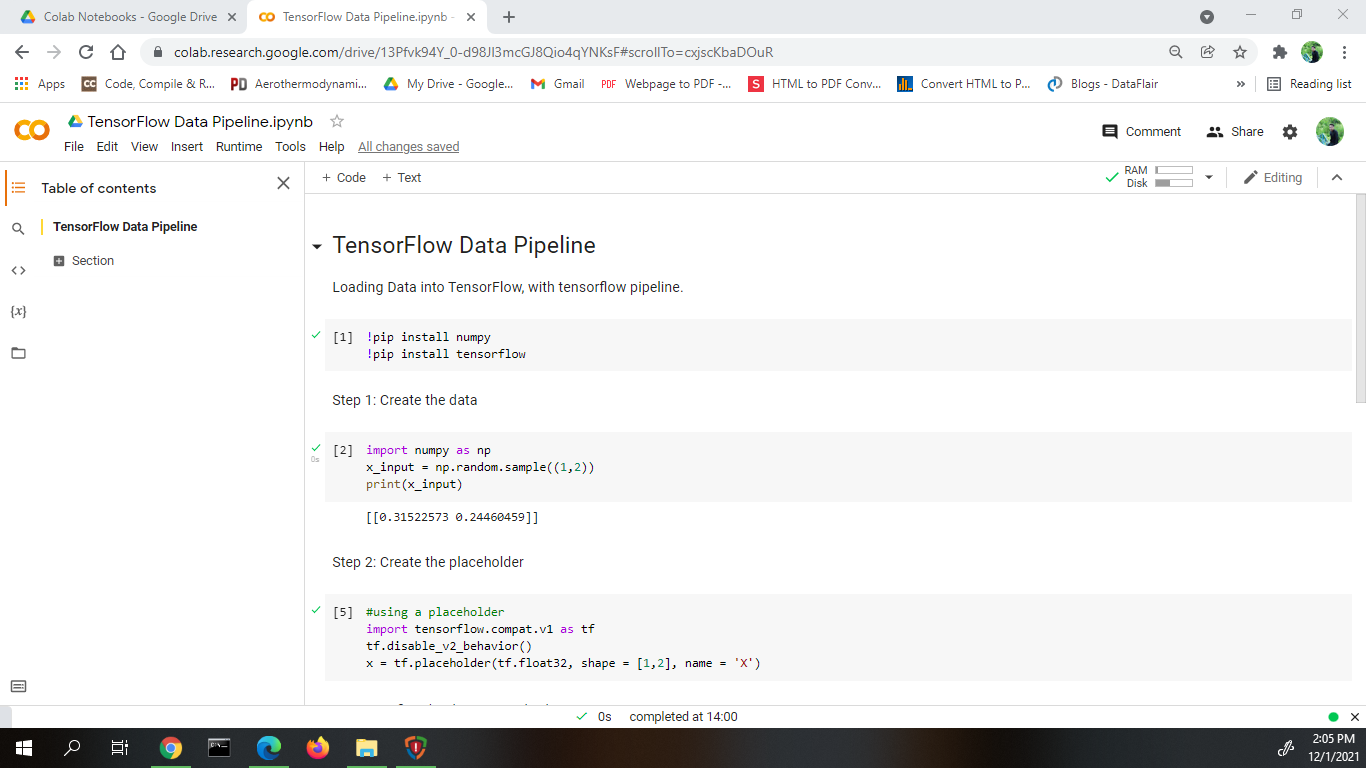 Colab Notebooks - Google Drive
TensorFlow Data Pipeline.ipynb -
colab.research.google.com/drive/13Pfvk94Y_0-d98JI3mcGJ8Qio4qYNKsF#scrollTo=cxjscKbaDOuR
Apps
CC Code, Compile & R...
PD Aerothermodynami...
My Drive - Google...
Gmail
PDF Webpage to PDF -...
S HTML to PDF Conv...
Convert HTML to P...
Blogs - DataFlair
»
Reading list
TensorFlow Data Pipeline.ipynb
Comment
Share
File Edit View Insert Runtime Tools Help All changes saved
Table of contents
+ Code + Text
RAM
Disk
Editing
TensorFlow Data Pipeline
Section
TensorFlow Data Pipeline
Loading Data into TensorFlow, with tensorflow pipeline.
[1] !pip install numpy
!pip install tensorflow
Step 1: Create the data
[2] import numpy as np
0s
x_input = np.random.sample((1,2))
print(x_input)
[[0.31522573 0.24460459]]
Step 2: Create the placeholder
[5] #using a placeholder
import tensorflow.compat.v1 as tf
tf.disable_v2_behavior()
x = tf.placeholder(tf.float32, shape = [1,2], name = 'X')
0s completed at 14:00
2:05 PM
12/1/2021